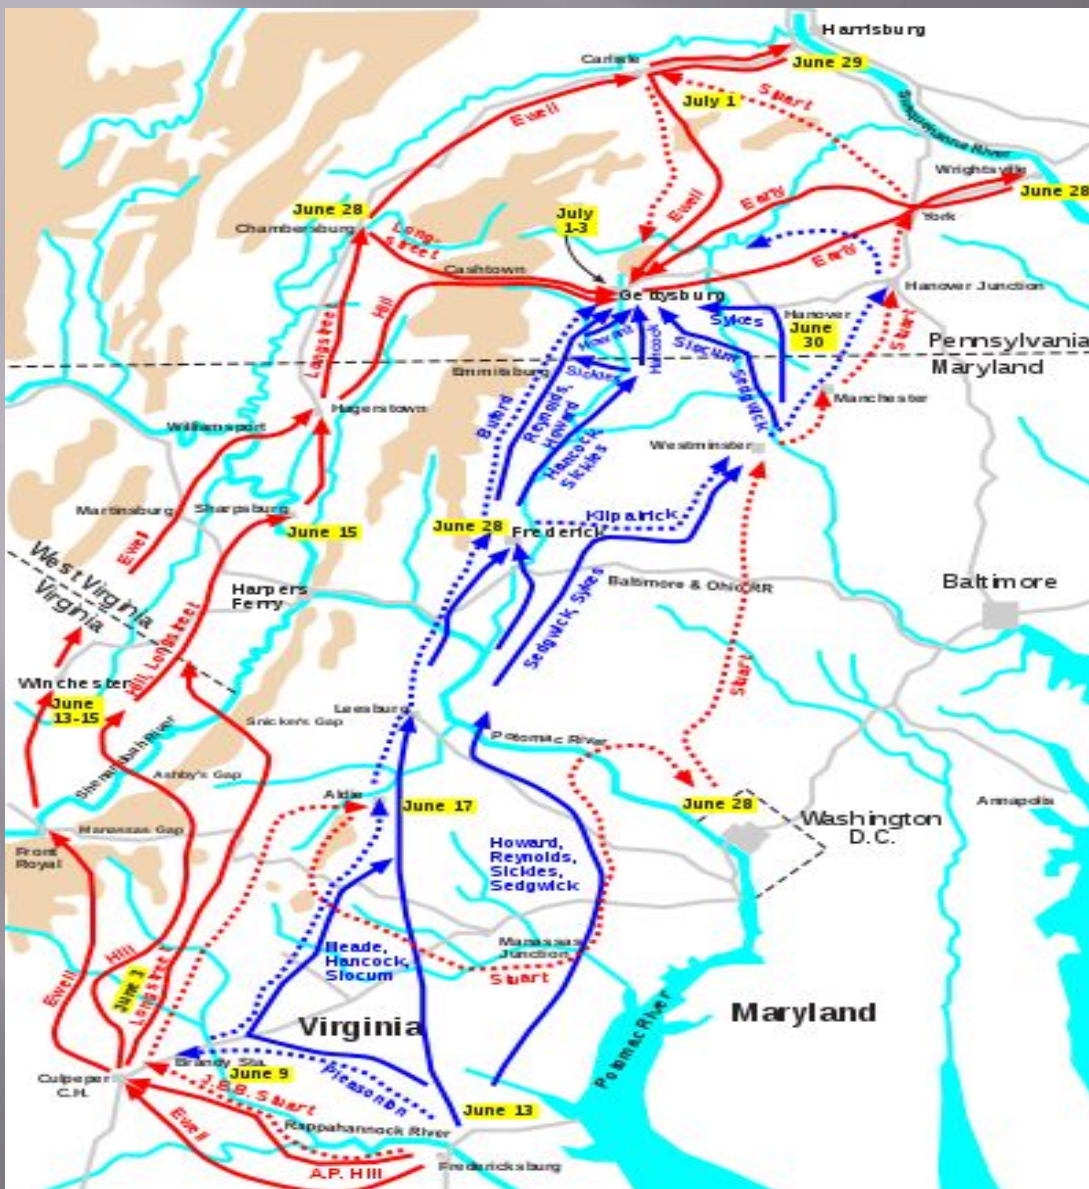 Harrisburg
Carlisle
June 29
Stuart
July 1
Ewell
Susquehanna River
Wrightsville
June 28
June 28
Chambersburg
Long-
street
July
1-3
Ewell
Early
York
Cashtown
Early
Hill
Gettysburg
Hanover Junction
Sykes
Hanover
June
30
Stuart
Howard
Hancock
Slocum
Pennsylvania
Maryland
Longstreet
Emmitsburg
Sickles
Sedgwick
Manchester
Hagerstown
Williamsport
Buford
Reynolds,
Howard
Hancock,
Sickles
Westminster
Martinsburg
Sharpsburg
June 15
June 28
Frederick
Kilpatrick
Ewell
West Virginia
Virginia
Harpers
Ferry
Baltimore & Ohio RR
Baltimore
Hill, Longstreet
Sedgwick Sykes
Winchester
June
13-15
Stuart
Snicker's Gap
Leesburg
Potomac River
Shenandoah River
Ashby's Gap
Aldie
June 17
June 28
Annapolis
Washington
D.C.
Manassas Gap
Front
Royal
Howard,
Reynolds,
Sickles,
Sedgwick
Meade,
Hancock,
Slocum
Manassas
Junction
Stuart
Hill
Ewell
June 3
Longstreet
Virginia
Maryland
Potomac River
Brandy Sta.
June 9
Culpeper
C.H.
J.E.B. Stuart
Pleasonton
June 13
Ewell
Rappahannock River
A.P. Hill
Fredericksburg